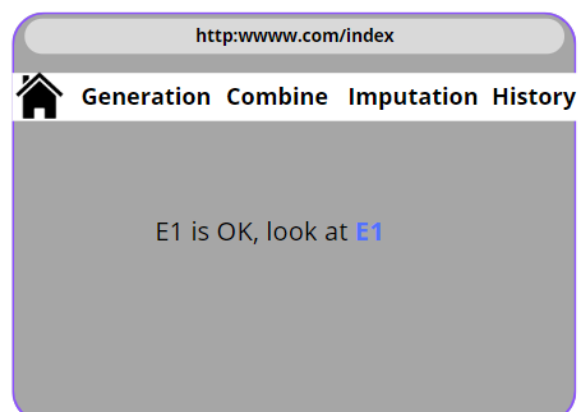 http:wwww.com/index
Generation Combine Imputation History
E1 is OK, look at E1